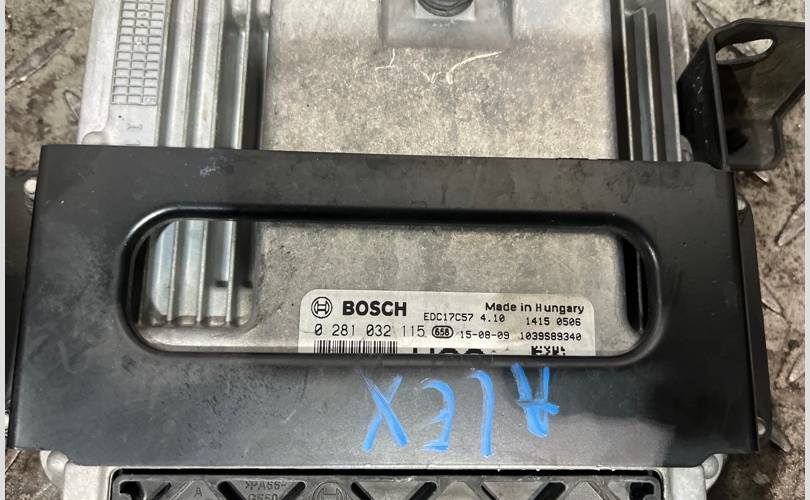 BOSCH EDC17C57 4.10 Made in Hungary
0 281 032 115 658 15-08-09 1415 0506
1039S89340
ALEX
>PA66-